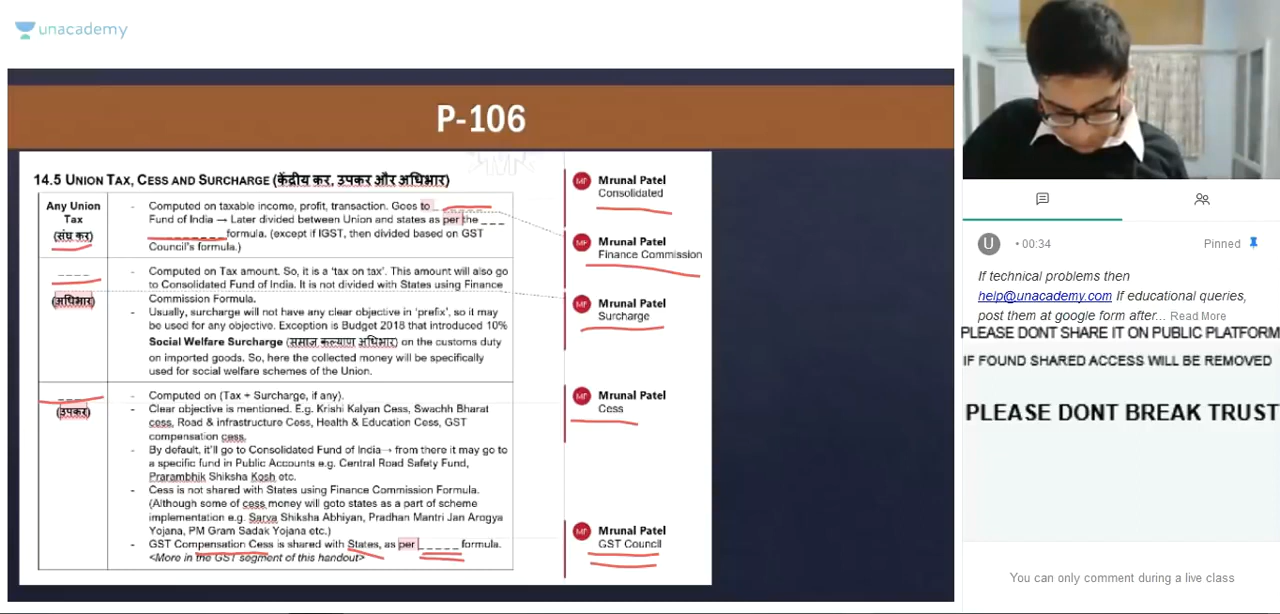 unacademy
P-106
14.5 UNION TAX, CESS AND SURCHARGE (केंद्रीय कर, उपकर और अधिभार)
Any Union
Tax
(संघ कर)
- Computed on taxable income, profit, transaction. Goes to _ _ _ _ _
Fund of India → Later divided between Union and states as per the _ _ _
_ _ _ _ _ _ _ _ formula. (except if IGST, then divided based on GST
Council's formula.)
_ _ _ _
(अधिभार)
- Computed on Tax amount. So, it is a 'tax on tax'. This amount will also go
to Consolidated Fund of India. It is not divided with States using Finance
Commission Formula.
- Usually, surcharge will not have any clear objective in 'prefix', so it may
be used for any objective. Exception is Budget 2018 that introduced 10%
Social Welfare Surcharge (समाज कल्याण अधिभार) on the customs duty
on imported goods. So, here the collected money will be specifically
used for social welfare schemes of the Union.
_ _ _
(उपकर)
- Computed on (Tax + Surcharge, if any).
- Clear objective is mentioned. E.g. Krishi Kalyan Cess, Swachh Bharat
cess, Road & infrastructure Cess, Health & Education Cess, GST
compensation cess.
- By default, it'll go to Consolidated Fund of India→ from there it may go to
a specific fund in Public Accounts e.g. Central Road Safety Fund,
Prarambhik Shiksha Kosh etc.
- Cess is not shared with States using Finance Commission Formula.
(Although some of cess money will goto states as a part of scheme
implementation e.g. Sarva Shiksha Abhiyan, Pradhan Mantri Jan Arogya
Yojana, PM Gram Sadak Yojana etc.)
- GST Compensation Cess is shared with States, as per _ _ _ _ _ formula.
<More in the GST segment of this handout>
MP Mrunal Patel
Consolidated
MP Mrunal Patel
Finance Commission
MP Mrunal Patel
Surcharge
MP Mrunal Patel
Cess
MP Mrunal Patel
GST Council
U • 00:34 Pinned
If technical problems then
help@unacademy.com If educational queries,
post them at google form after... Read More
PLEASE DONT SHARE IT ON PUBLIC PLATFORM
IF FOUND SHARED ACCESS WILL BE REMOVED
PLEASE DONT BREAK TRUST
You can only comment during a live class